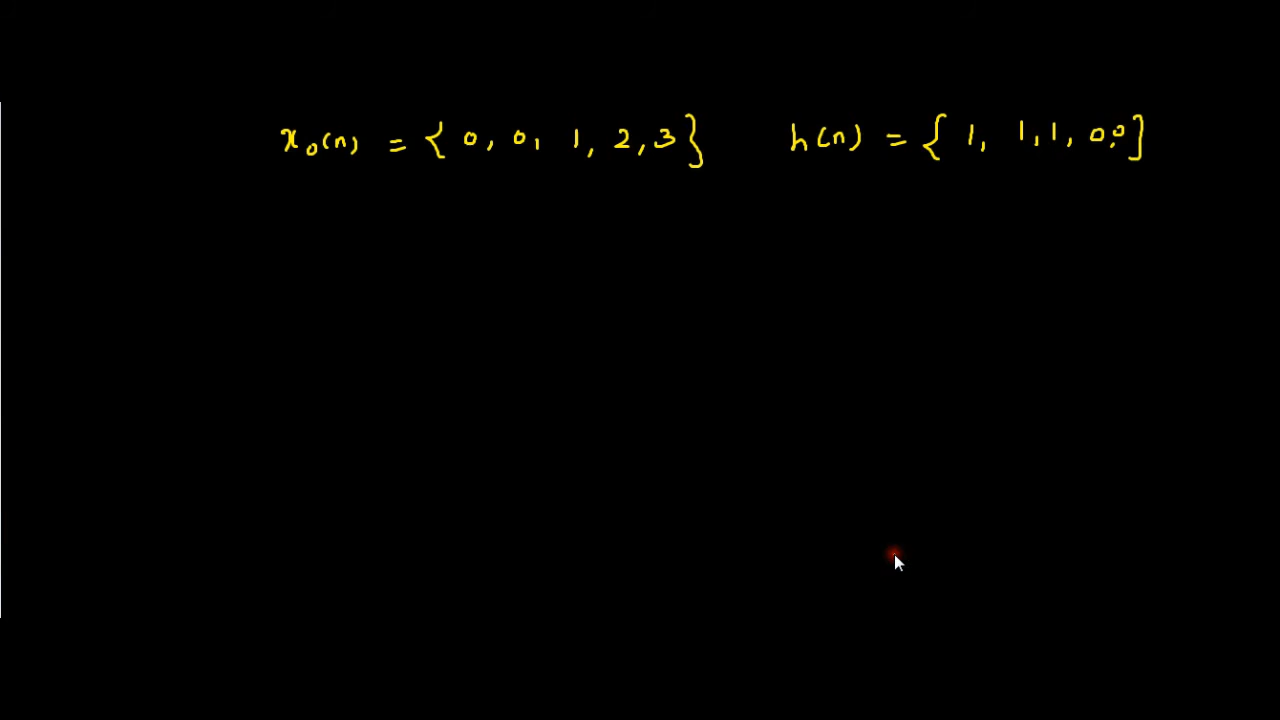 x₀(n) = { 0, 0, 1, 2, 3 } h(n) = { 1, 1, 1, 0, 0 ]